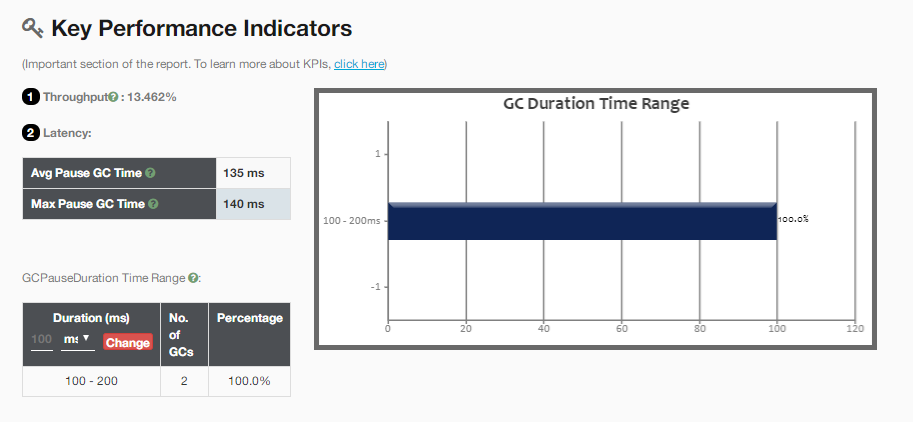 Key Performance Indicators
(Important section of the report. To learn more about KPIs, click here)
1 Throughput? : 13.462%
2 Latency:
Avg Pause GC Time ? 135 ms
Max Pause GC Time ? 140 ms
GCPauseDuration Time Range ?:
Duration (ms) No. of GCs Percentage
100 ms ▼ Change
100 - 200 2 100.0%
GC Duration Time Range
1
100 - 200ms 100.0%
-1
0 20 40 60 80 100 120